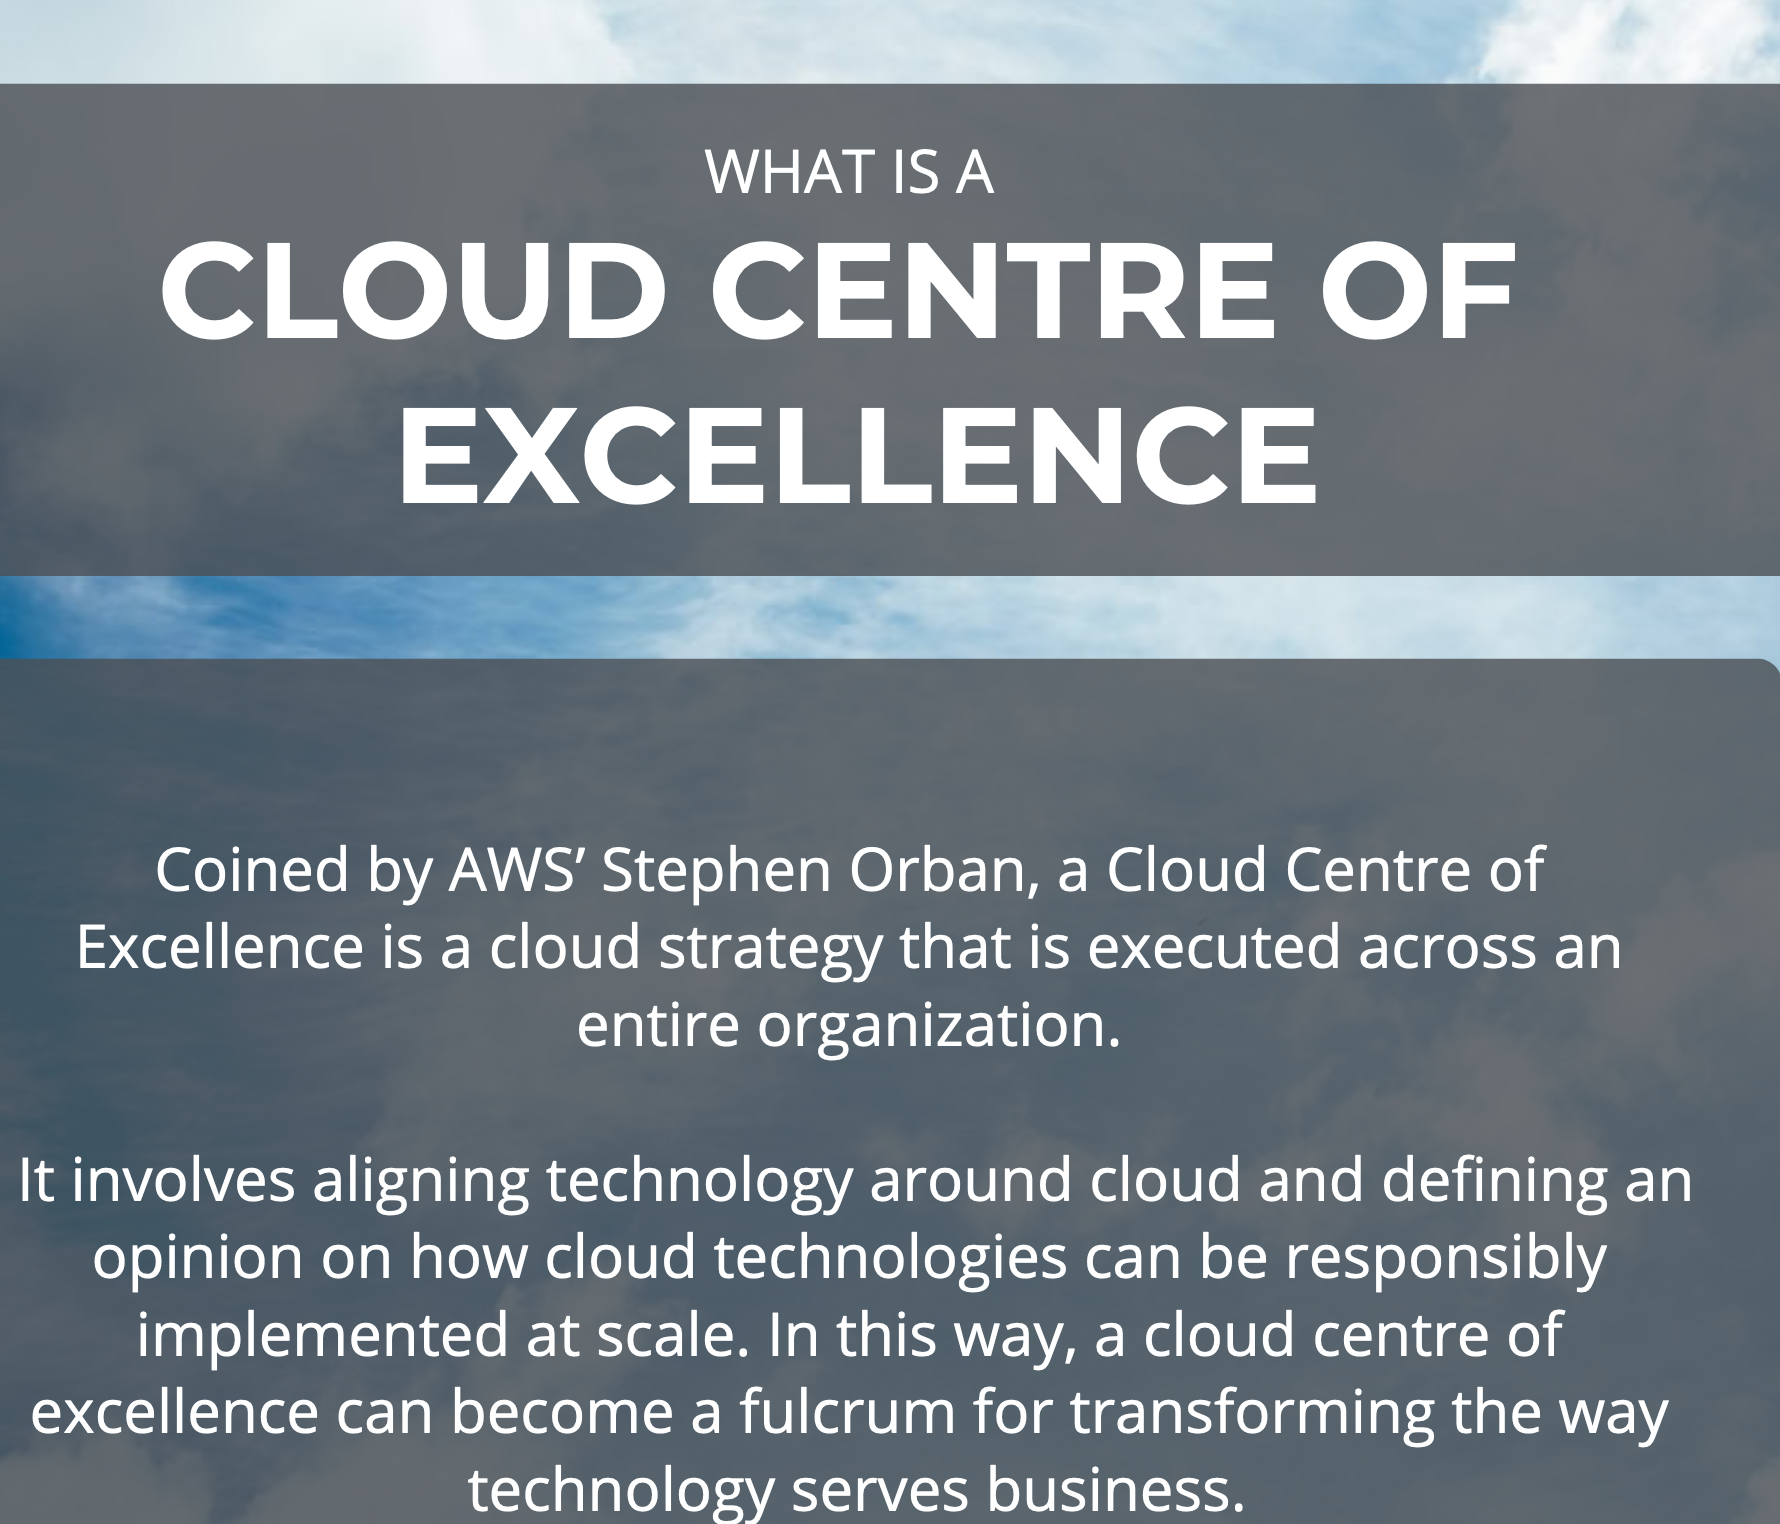 WHAT IS A
CLOUD CENTRE OF
EXCELLENCE
Coined by AWS’ Stephen Orban, a Cloud Centre of
Excellence is a cloud strategy that is executed across an
entire organization.
It involves aligning technology around cloud and defining an
opinion on how cloud technologies can be responsibly
implemented at scale. In this way, a cloud centre of
excellence can become a fulcrum for transforming the way
technology serves business.